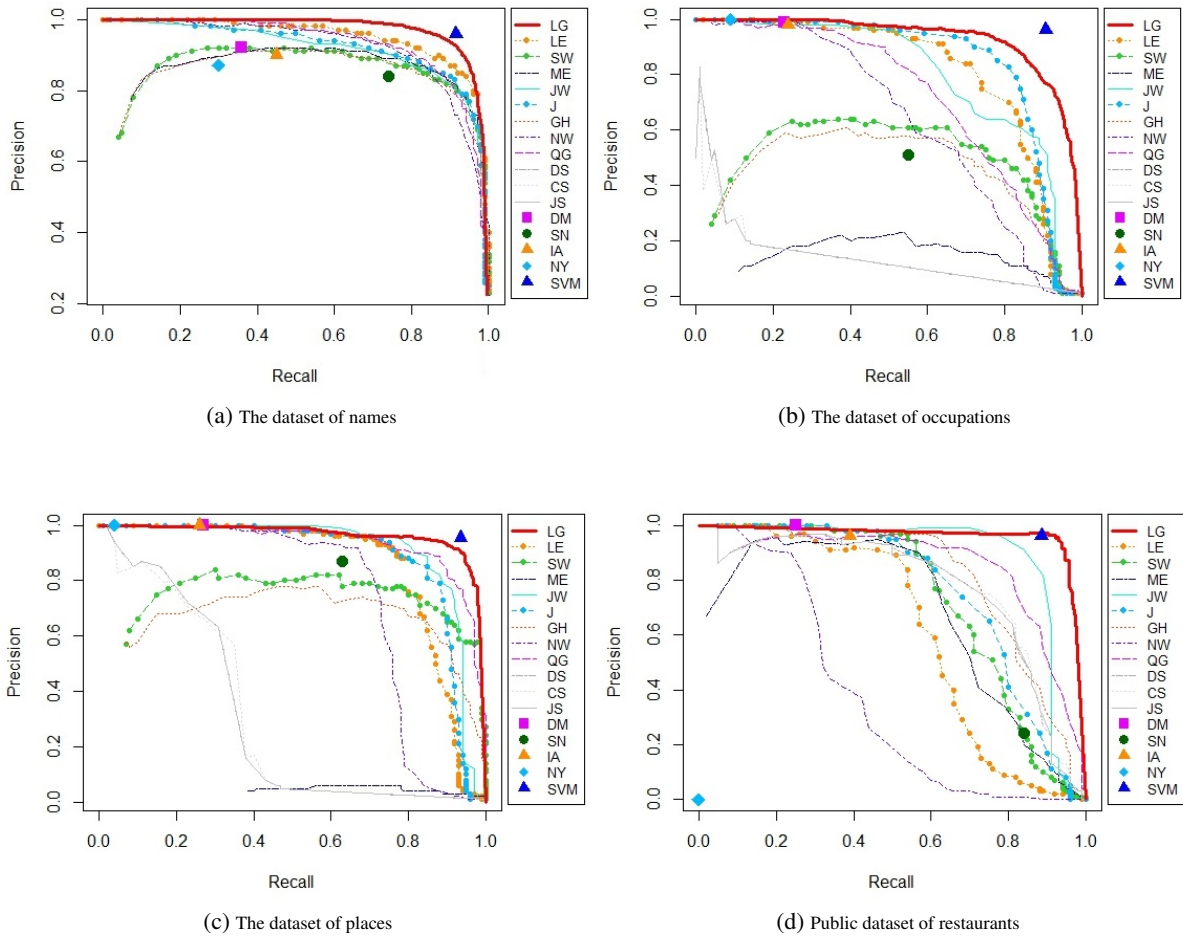 1.0
0.8
0.6
0.4
0.2
Precision
0.0 0.2 0.4 0.6 0.8 1.0
Recall
LG
LE
SW
ME
JW
J
GH
NW
QG
DS
CS
JS
DM
SN
IA
NY
SVM
(a) The dataset of names
1.0
0.8
0.6
0.4
0.2
0.0
Precision
0.0 0.2 0.4 0.6 0.8 1.0
Recall
LG
LE
SW
ME
JW
J
GH
NW
QG
DS
CS
JS
DM
SN
IA
NY
SVM
(b) The dataset of occupations
1.0
0.8
0.6
0.4
0.2
0.0
Precision
0.0 0.2 0.4 0.6 0.8 1.0
Recall
LG
LE
SW
ME
JW
J
GH
NW
QG
DS
CS
JS
DM
SN
IA
NY
SVM
(c) The dataset of places
1.0
0.8
0.6
0.4
0.2
0.0
Precision
0.0 0.2 0.4 0.6 0.8 1.0
Recall
LG
LE
SW
ME
JW
J
GH
NW
QG
DS
CS
JS
DM
SN
IA
NY
SVM
(d) Public dataset of restaurants